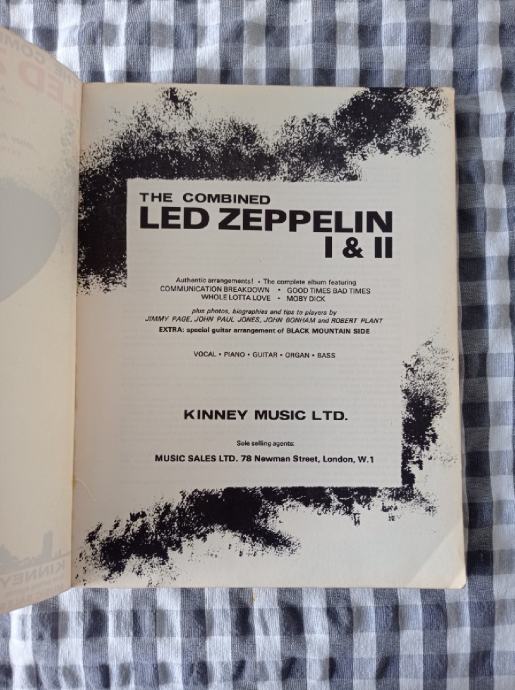 THE COMBINED
LED ZEPPELIN
I & II
Authentic arrangements! • The complete album featuring
COMMUNICATION BREAKDOWN • GOOD TIMES BAD TIMES
WHOLE LOTTA LOVE • MOBY DICK
plus photos, biographies and tips to players by
JIMMY PAGE, JOHN PAUL JONES, JOHN BONHAM and ROBERT PLANT
EXTRA: special guitar arrangement of BLACK MOUNTAIN SIDE
VOCAL • PIANO • GUITAR • ORGAN • BASS
KINNEY MUSIC LTD.
Sole selling agents:
MUSIC SALES LTD. 78 Newman Street, London, W.1
KINNEY